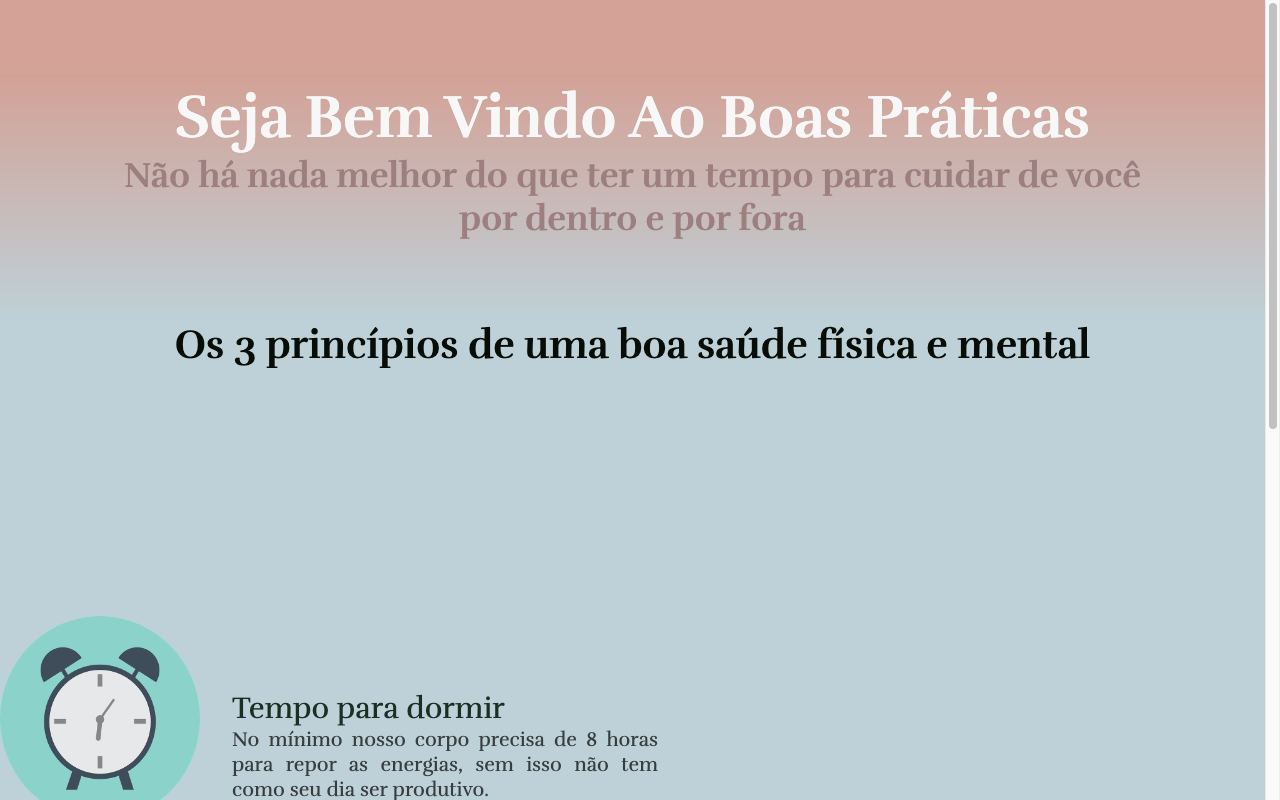 Seja Bem Vindo Ao Boas Práticas
Não há nada melhor do que ter um tempo para cuidar de você
por dentro e por fora
Os 3 princípios de uma boa saúde física e mental
Tempo para dormir
No mínimo nosso corpo precisa de 8 horas
para repor as energias, sem isso não tem
como seu dia ser produtivo.